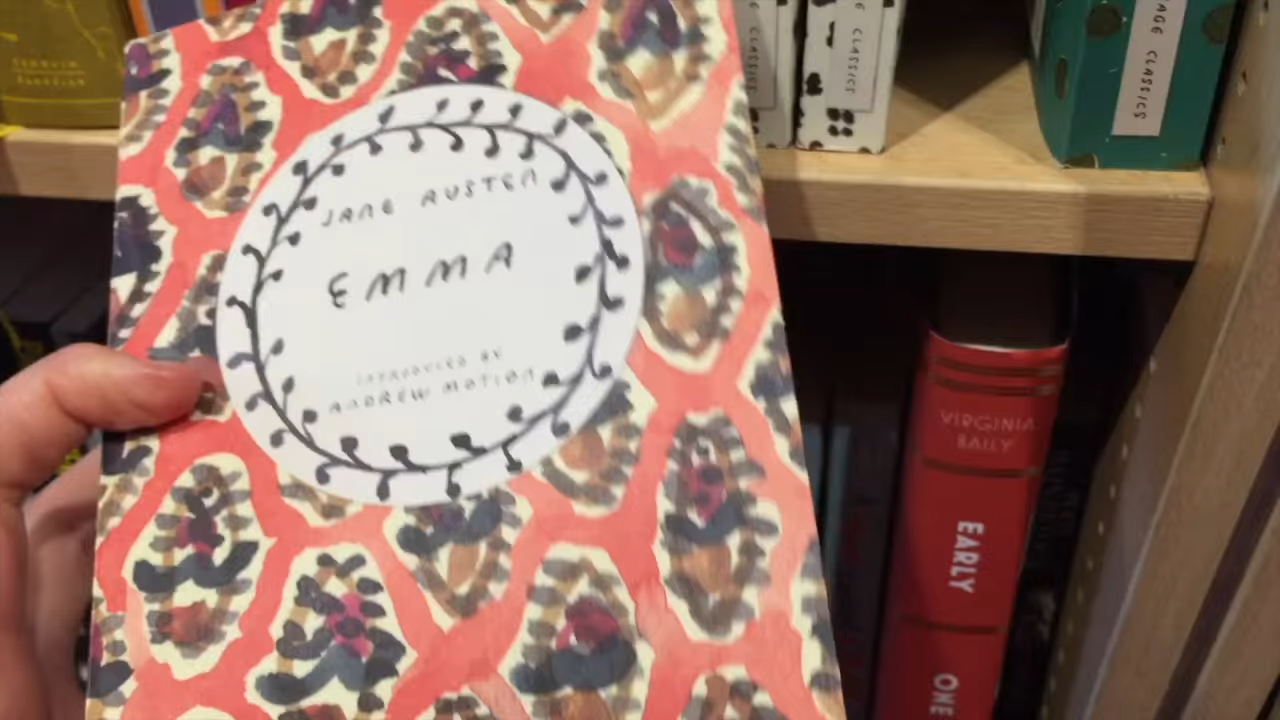 JANE AUSTEN
EMMA
INTRODUCED BY
ANDREW MOTION
CLASSICS
CLASSICS
AGE CLASSICS
VIRGINIA
BAILY
EARLY
ONE